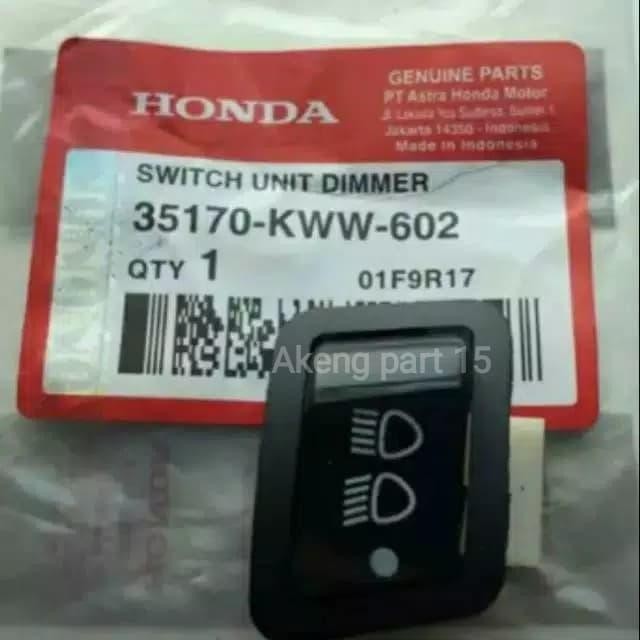 HONDA
GENUINE PARTS
PT Astra Honda Motor
Jakarta 14350 - Indonesia
Made in Indonesia
SWITCH UNIT DIMMER
35170-KWW-602
QTY 1
01F9R17
Akeng part 15